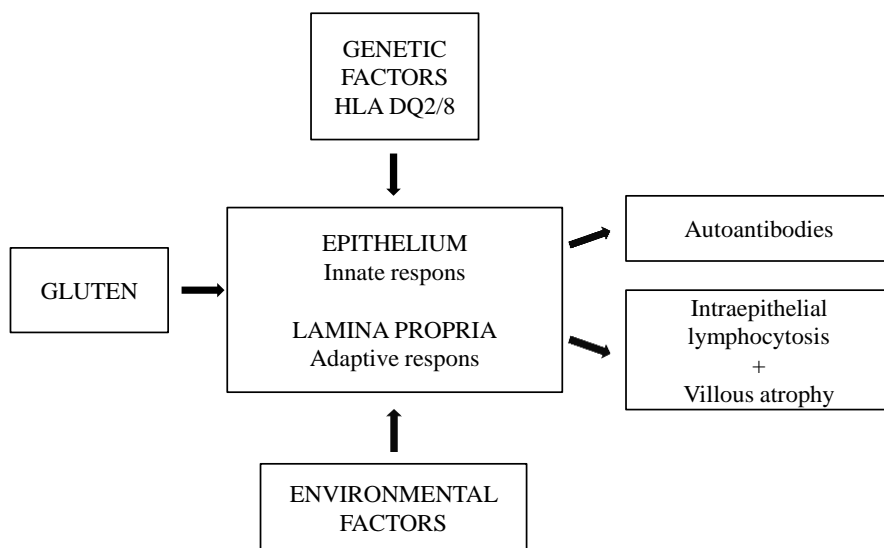 GENETIC
FACTORS
HLA DQ2/8
EPITHELIUM
Innate respons
LAMINA PROPRIA
Adaptive respons
GLUTEN
Autoantibodies
Intraepithelial
lymphocytosis
+
Villous atrophy
ENVIRONMENTAL
FACTORS